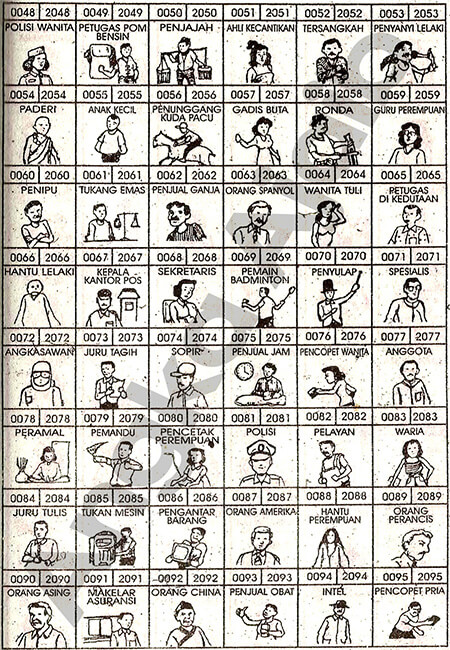 0048 2048 0049 2049 0050 2050 0051 2051 0052 2052 0053 2053
POLISI WANITA PETUGAS POM PENJAJAH AHLI KECANTIKAN TERSANGKAH PENYANYI LELAKI
BENSIN
0054 2054 0055 2055 0056 2056 0057 2057 0058 2058 0059 2059
PADERI ANAK KECIL PENUNGGANG GADIS BUTA RONDA GURU PEREMPUAN
KUDA PACU
0060 2060 0061 2061 0062 2062 0063 2063 0064 2064 0065 2065
PENIPU TUKANG EMAS PENJUAL GANJA ORANG SPANYOL WANITA TULI PETUGAS
DI KEDUTAAN
0066 2066 0067 2067 0068 2068 0069 2069 0070 2070 0071 2071
HANTU LELAKI KEPALA SEKRETARIS PEMAIN PENYULAP SPESIALIS
KANTOR POS BADMINTON
0072 2072 0073 2073 0074 2074 0075 2075 0076 2076 0077 2077
ANGKASAWAN JURU TAGIH SOPIR PENJUAL JAM PENCOPET WANITA ANGGOTA
0078 2078 0079 2079 0080 2080 0081 2081 0082 2082 0083 2083
PERAMAL PEMANDU PENCETAK POLISI PELAYAN WARIA
PEREMPUAN
0084 2084 0085 2085 0086 2086 0087 2087 0088 2088 0089 2089
JURU TULIS TUKAN MESIN PENGANTAR ORANG AMERIKA HANTU ORANG
BARANG PEREMPUAN PERANCIS
0090 2090 0091 2091 0092 2092 0093 2093 0094 2094 0095 2095
ORANG ASING MAKELAR ORANG CHINA PENJUAL OBAT INTEL PENCOPET PRIA
ASURANSI